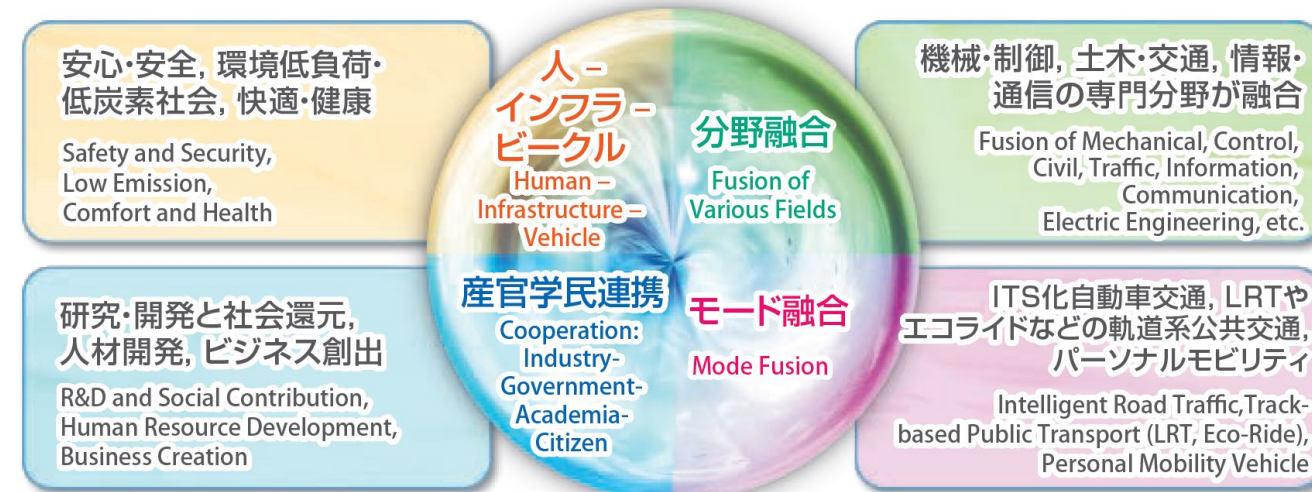 安心・安全, 環境低負荷・
低炭素社会, 快適・健康
Safety and Security,
Low Emission,
Comfort and Health
人 –
インフラ –
ビークル
Human –
Infrastructure –
Vehicle
分野融合
Fusion of
Various Fields
機械・制御, 土木・交通, 情報・
通信の専門分野が融合
Fusion of Mechanical, Control,
Civil, Traffic, Information,
Communication,
Electric Engineering, etc.
研究・開発と社会還元,
人材開発, ビジネス創出
R&D and Social Contribution,
Human Resource Development,
Business Creation
産官学民連携
Cooperation:
Industry-
Government-
Academia-
Citizen
モード融合
Mode Fusion
ITS化自動車交通, LRTや
エコライドなどの軌道系公共交通,
パーソナルモビリティ
Intelligent Road Traffic,Track-
based Public Transport (LRT, Eco-Ride),
Personal Mobility Vehicle